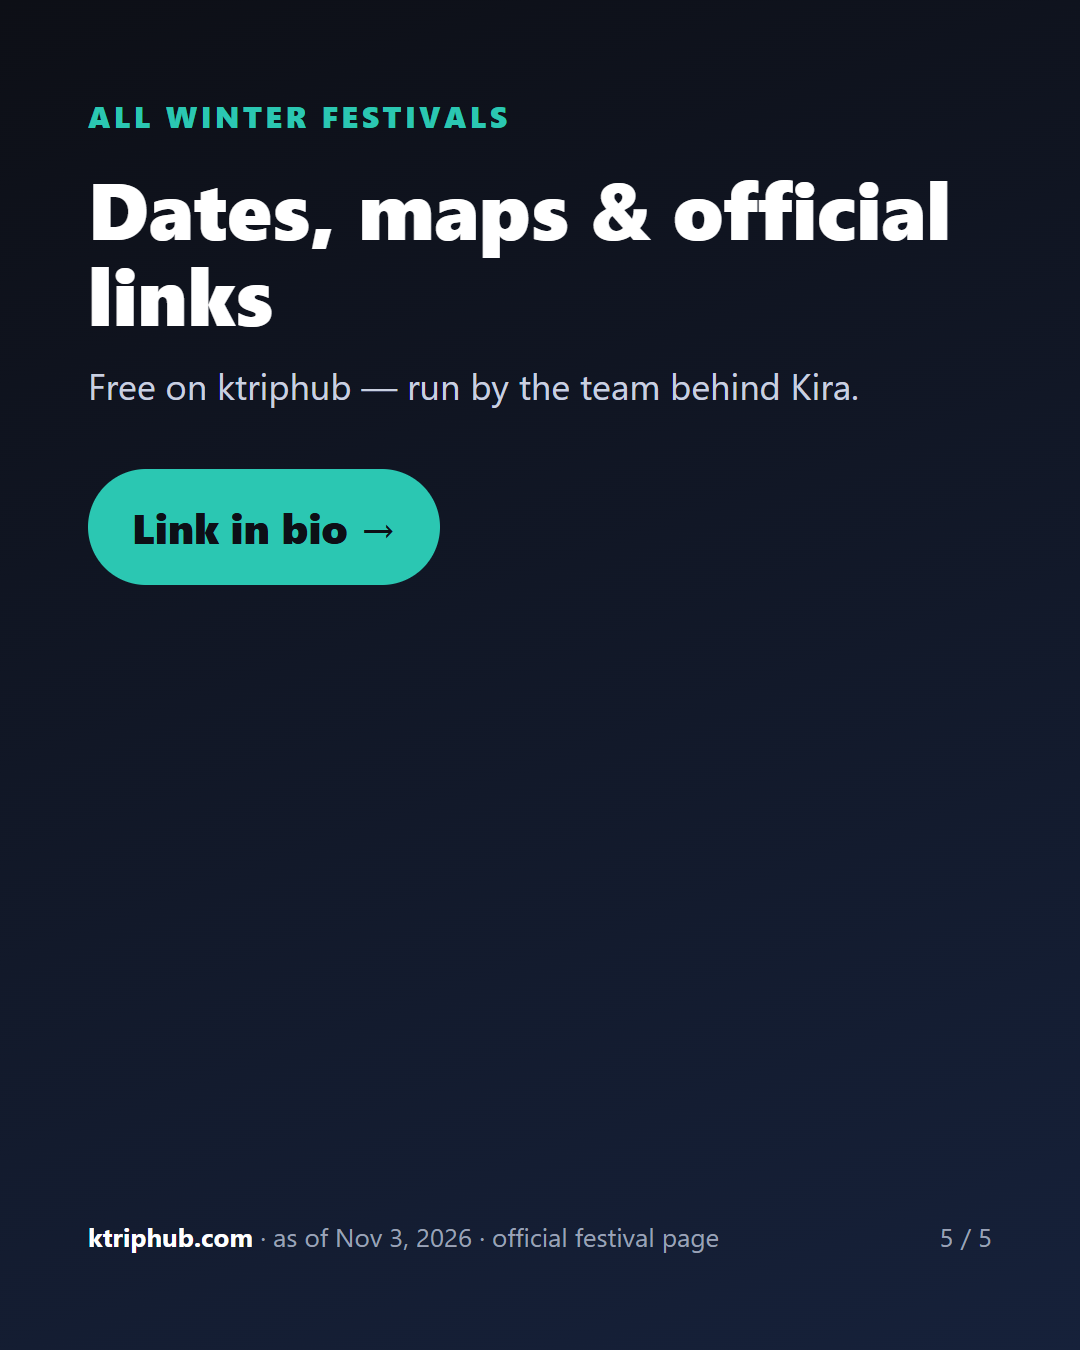 ALL WINTER FESTIVALS
Dates, maps & official
links
Free on ktriphub — run by the team behind Kira.
Link in bio →
ktriphub.com · as of Nov 3, 2026 · official festival page
5 / 5